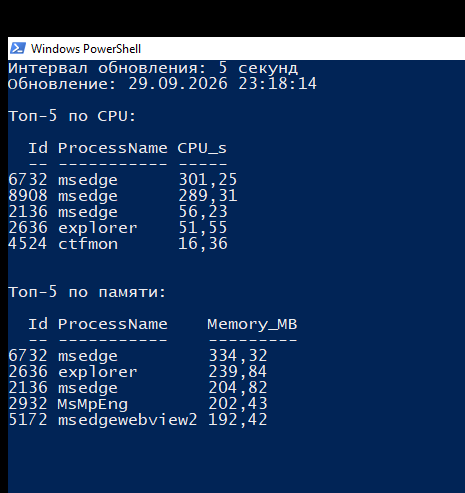 Windows PowerShell
Интервал обновления: 5 секунд
Обновление: 29.09.2026 23:18:14
Топ-5 по CPU:
Id ProcessName CPU_s
-- ----------- -----
6732 msedge 301,25
8908 msedge 289,31
2136 msedge 56,23
2636 explorer 51,55
4524 ctfmon 16,36
Топ-5 по памяти:
Id ProcessName Memory_MB
-- ----------- ---------
6732 msedge 334,32
2636 explorer 239,84
2136 msedge 204,82
2932 MsMpEng 202,43
5172 msedgewebview2 192,42